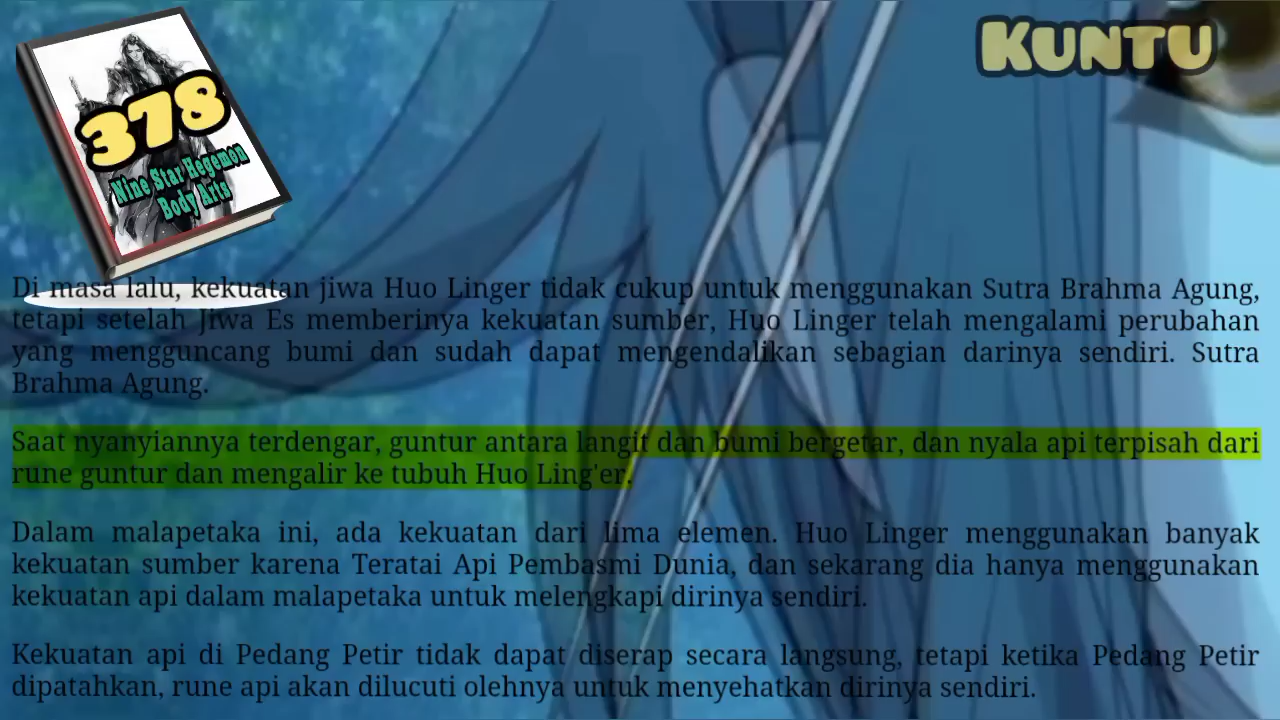 KUNTU
378
Nine Star Hegemon
Body Arts
Di masa lalu, kekuatan jiwa Huo Linger tidak cukup untuk menggunakan Sutra Brahma Agung,
tetapi setelah Jiwa Es memberinya kekuatan sumber, Huo Linger telah mengalami perubahan
yang mengguncang bumi dan sudah dapat mengendalikan sebagian darinya sendiri. Sutra
Brahma Agung.
Saat nyanyiannya terdengar, guntur antara langit dan bumi bergetar, dan nyala api terpisah dari
rune guntur dan mengalir ke tubuh Huo Ling'er.
Dalam malapetaka ini, ada kekuatan dari lima elemen. Huo Linger menggunakan banyak
kekuatan sumber karena Teratai Api Pembasmi Dunia, dan sekarang dia hanya menggunakan
kekuatan api dalam malapetaka untuk melengkapi dirinya sendiri.
Kekuatan api di Pedang Petir tidak dapat diserap secara langsung, tetapi ketika Pedang Petir
dipatahkan, rune api akan dilucuti olehnya untuk menyehatkan dirinya sendiri.